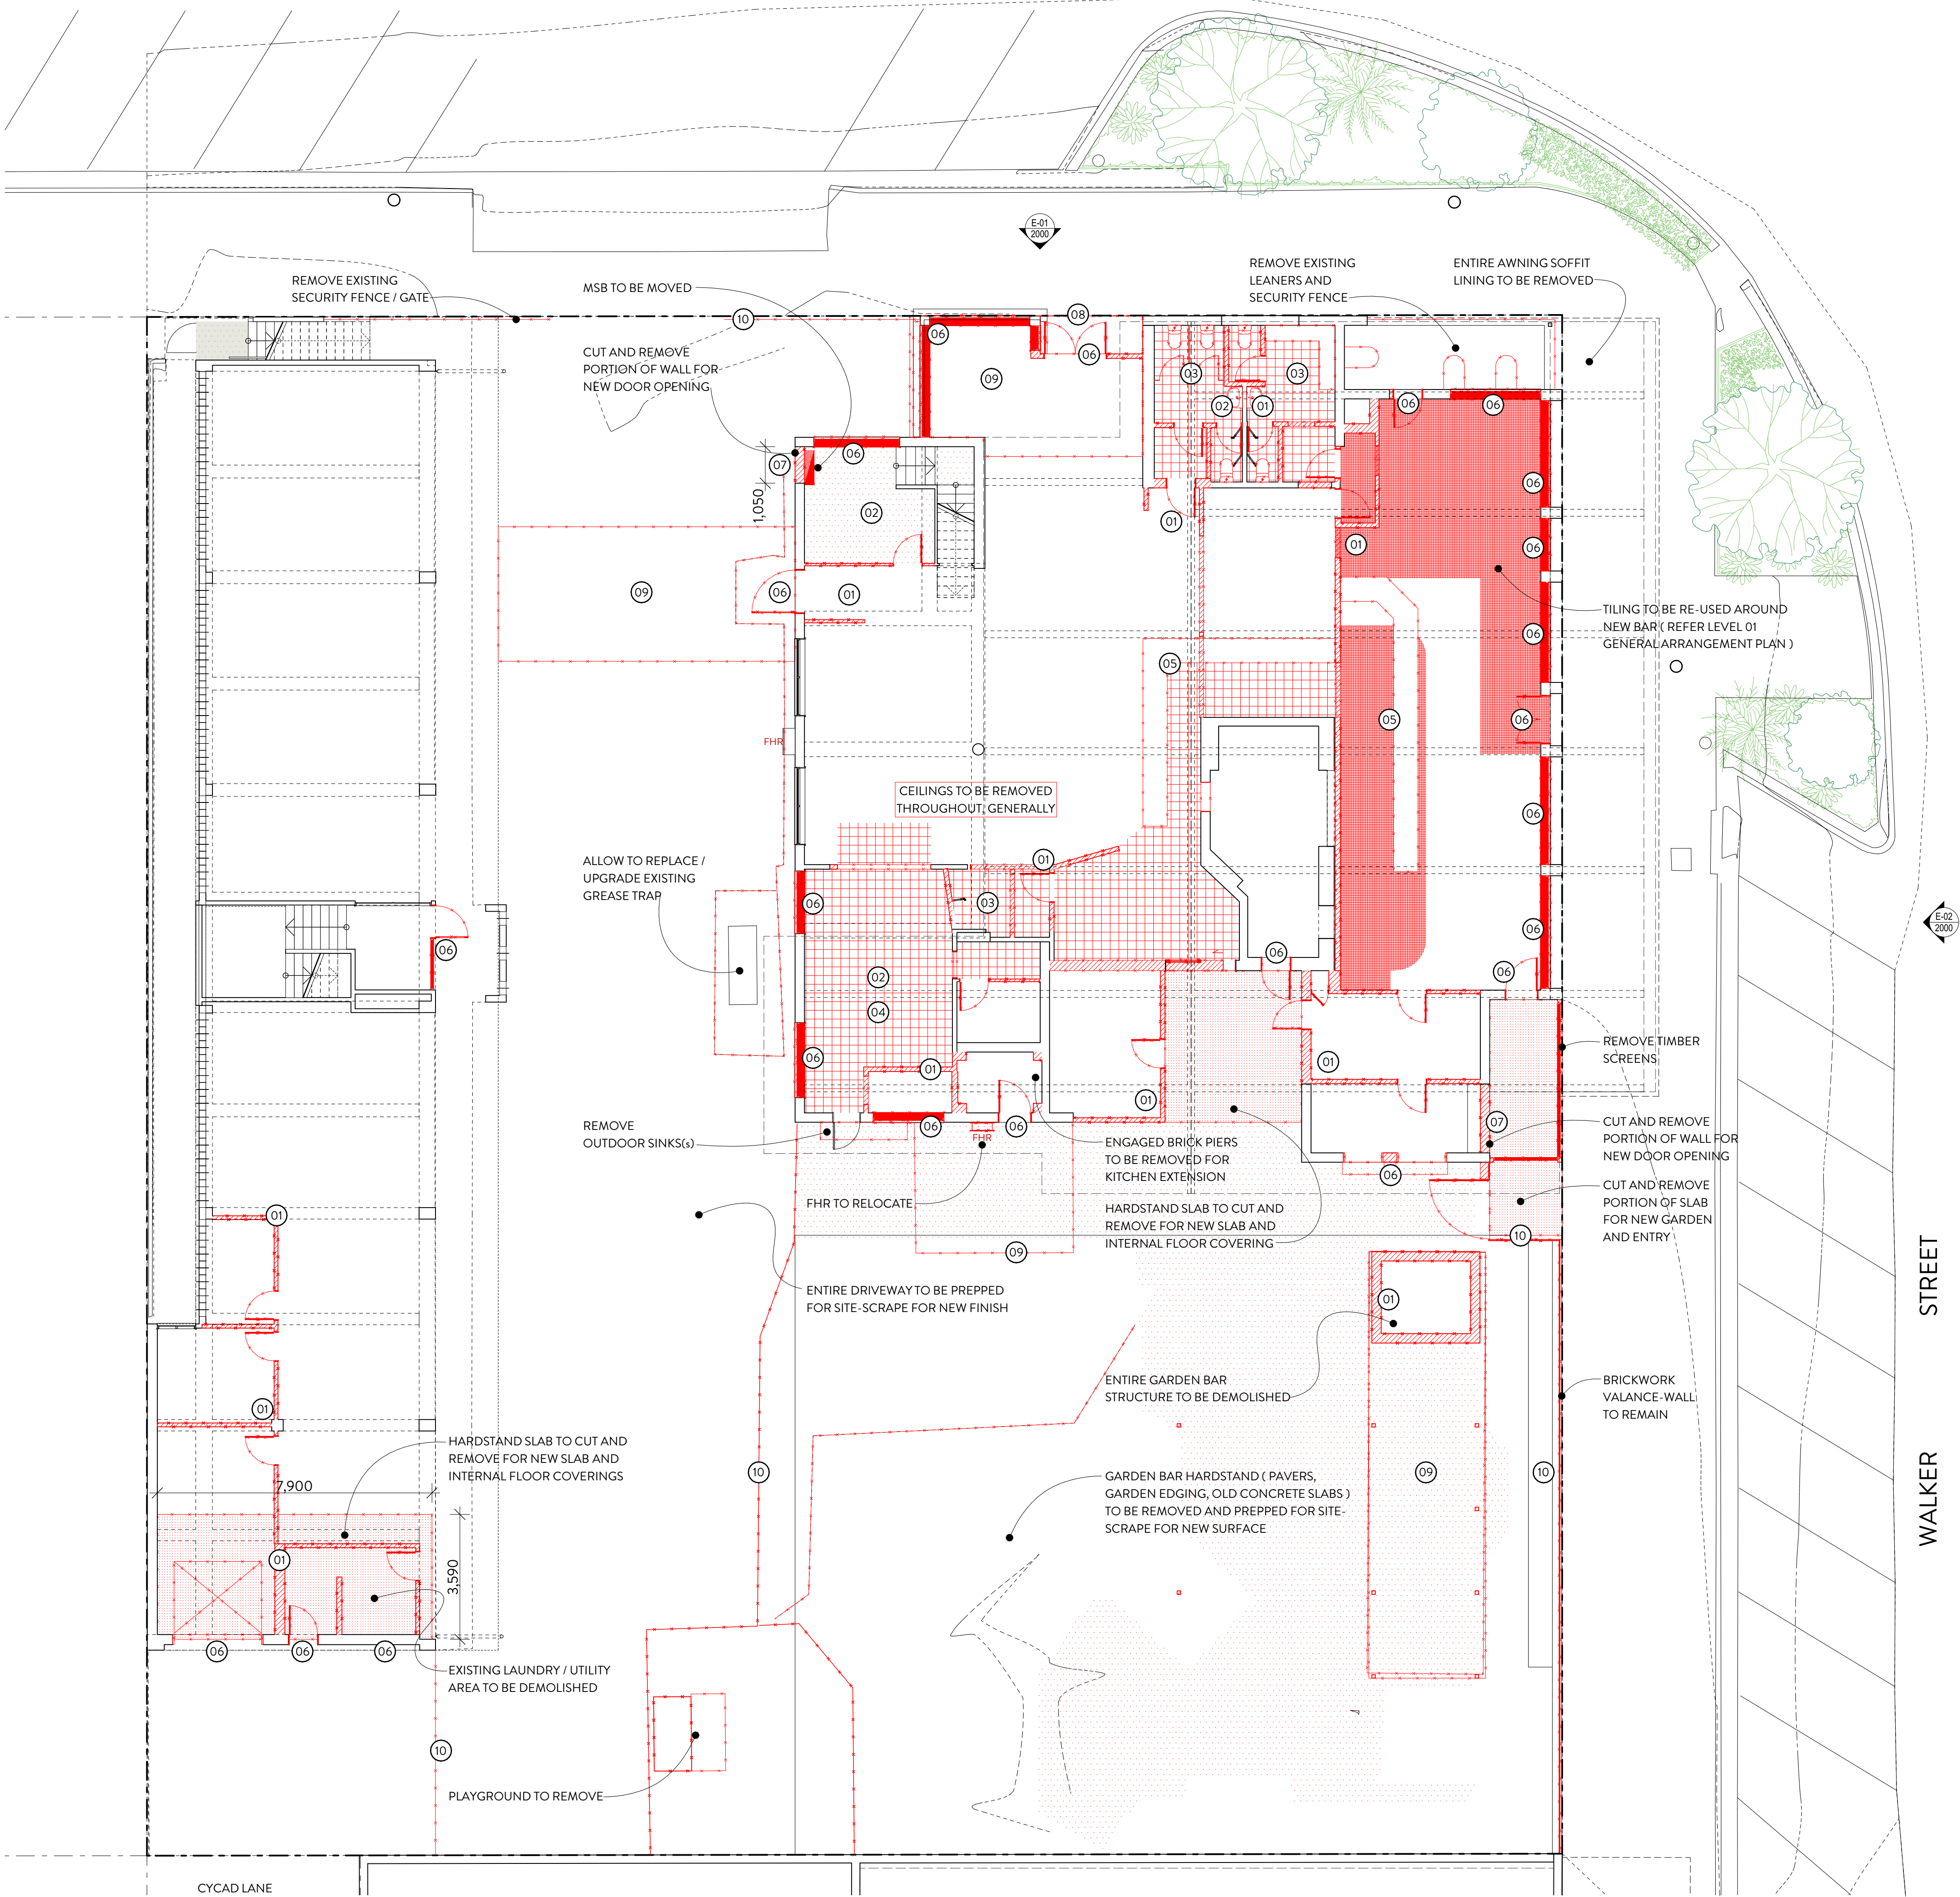 E-01
2000
REMOVE EXISTING
SECURITY FENCE / GATE
MSB TO BE MOVED
REMOVE EXISTING
LEANERS AND
SECURITY FENCE
ENTIRE AWNING SOFFIT
LINING TO BE REMOVED
10
08
06
06
CUT AND REMOVE
PORTION OF WALL FOR
NEW DOOR OPENING
09
03
03
02
01
06
06
07
06
1,050
02
01
06
06
01
06
09
06
01
TILING TO BE RE-USED AROUND
NEW BAR ( REFER LEVEL 01
GENERAL ARRANGEMENT PLAN )
06
05
05
06
FHR
CEILINGS TO BE REMOVED
THROUGHOUT, GENERALLY
06
ALLOW TO REPLACE /
UPGRADE EXISTING
GREASE TRAP
01
06
03
06
E-02
2000
06
06
06
02
04
REMOVE TIMBER
SCREENS
06
01
01
01
REMOVE
OUTDOOR SINKS(s)
06
FHR
06
07
CUT AND REMOVE
PORTION OF WALL FOR
NEW DOOR OPENING
ENGAGED BRICK PIERS
TO BE REMOVED FOR
KITCHEN EXTENSION
06
FHR TO RELOCATE
CUT AND REMOVE
PORTION OF SLAB
FOR NEW GARDEN
AND ENTRY
HARDSTAND SLAB TO CUT AND
REMOVE FOR NEW SLAB AND
INTERNAL FLOOR COVERING
01
09
10
ENTIRE DRIVEWAY TO BE PREPPED
FOR SITE-SCRAPE FOR NEW FINISH
01
STREET
ENTIRE GARDEN BAR
STRUCTURE TO BE DEMOLISHED
BRICKWORK
VALANCE-WALL
TO REMAIN
01
HARDSTAND SLAB TO CUT AND
REMOVE FOR NEW SLAB AND
INTERNAL FLOOR COVERINGS
10
GARDEN BAR HARDSTAND ( PAVERS,
GARDEN EDGING, OLD CONCRETE SLABS )
TO BE REMOVED AND PREPPED FOR SITE-
SCRAPE FOR NEW SURFACE
09
10
WALKER
7,900
01
3,590
06
06
06
EXISTING LAUNDRY / UTILITY
AREA TO BE DEMOLISHED
10
PLAYGROUND TO REMOVE
CYCAD LANE